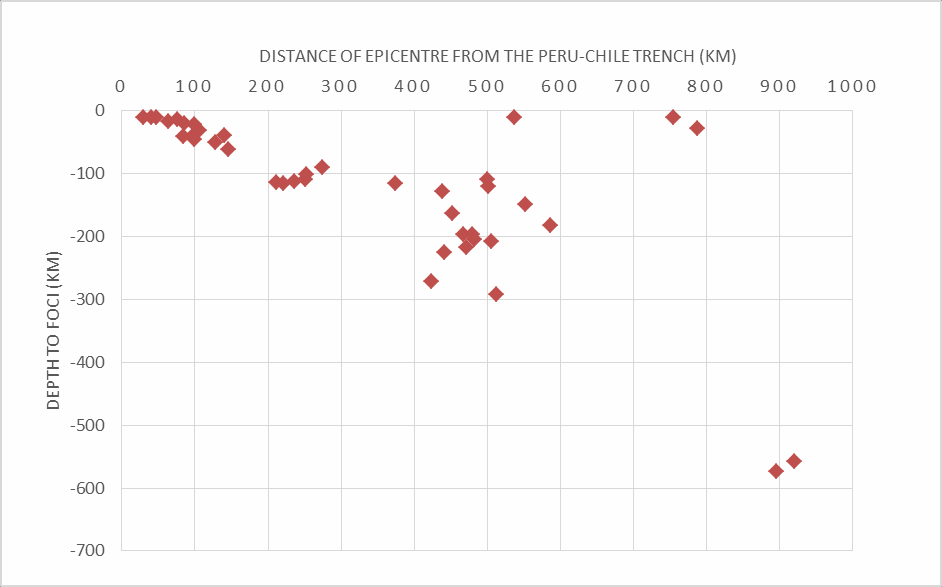 DISTANCE OF EPICENTRE FROM THE PERU-CHILE TRENCH (KM)
0 100 200 300 400 500 600 700 800 900 1000
DEPTH TO FOCI (KM)
0
-100
-200
-300
-400
-500
-600
-700